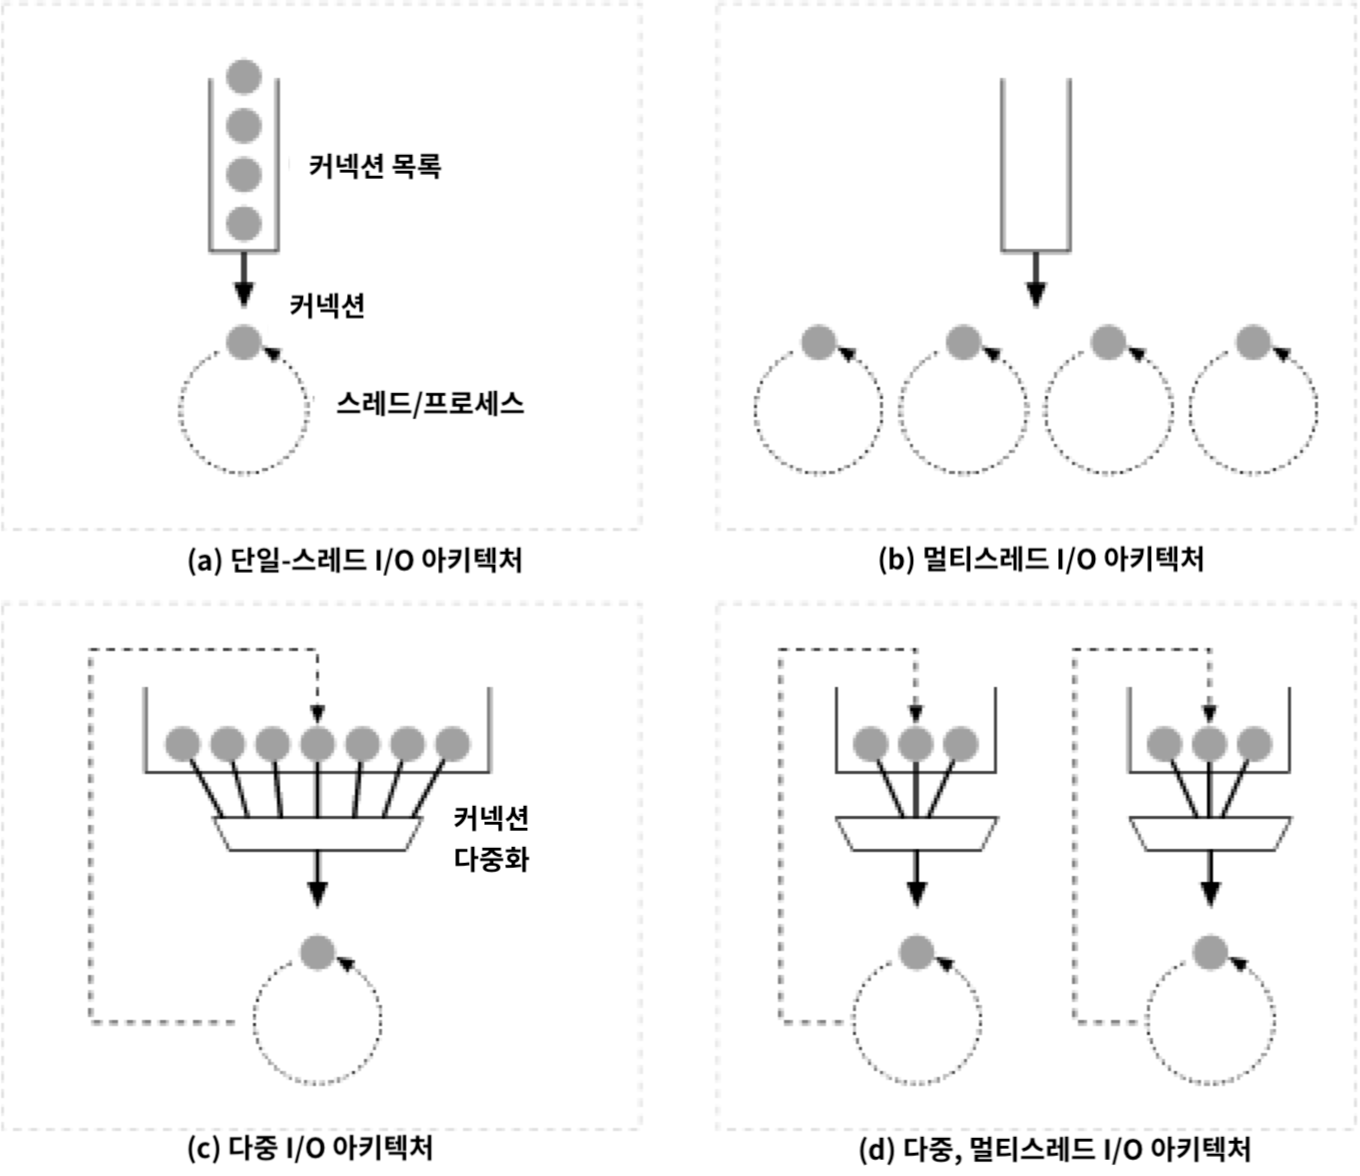 커넥션 목록
커넥션
스레드/프로세스
(a) 단일-스레드 I/O 아키텍처
(b) 멀티스레드 I/O 아키텍처
커넥션
다중화
(c) 다중 I/O 아키텍처
(d) 다중, 멀티스레드 I/O 아키텍처